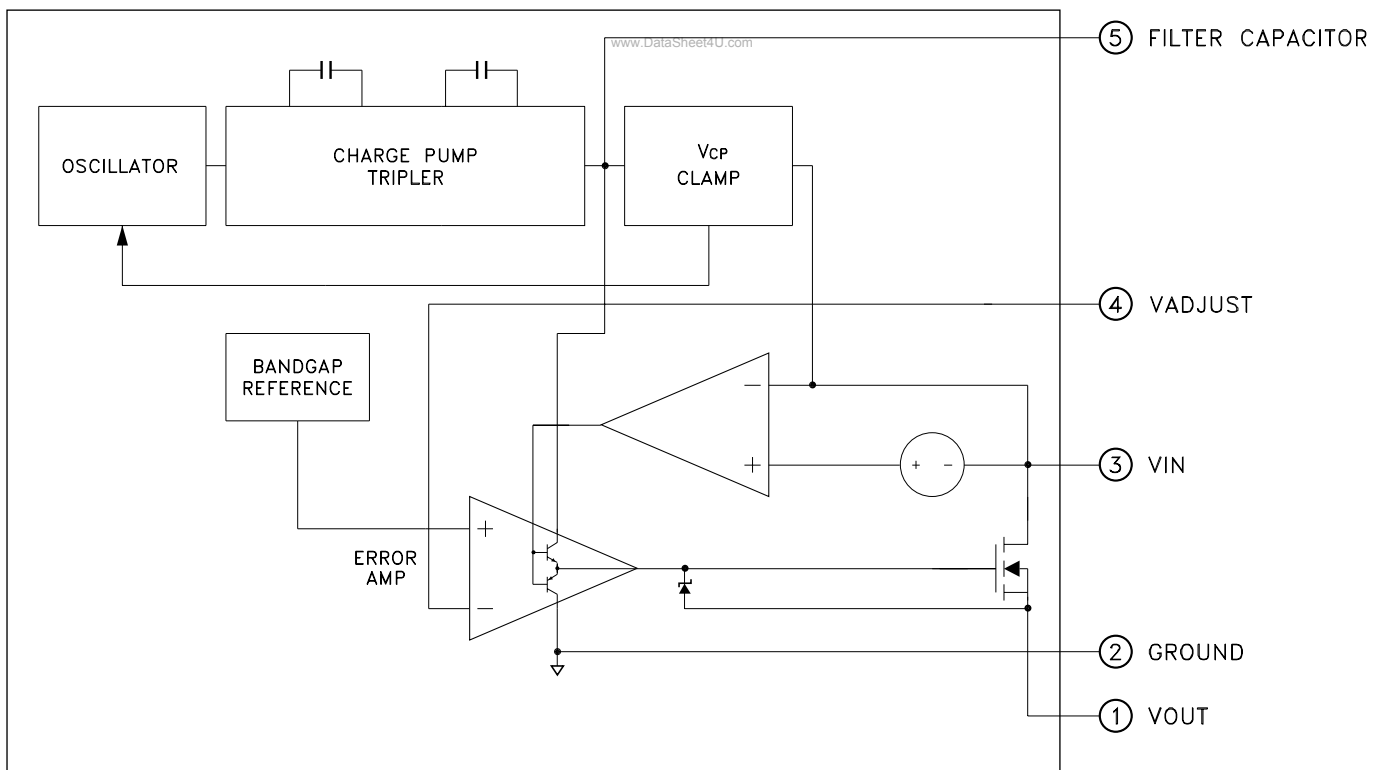 www.DataSheet4U.com
5 FILTER CAPACITOR
OSCILLATOR
CHARGE PUMP
TRIPLER
VCP
CLAMP
4 VADJUST
BANDGAP
REFERENCE
−
+
+ −
3 VIN
+
ERROR
AMP
−
2 GROUND
1 VOUT